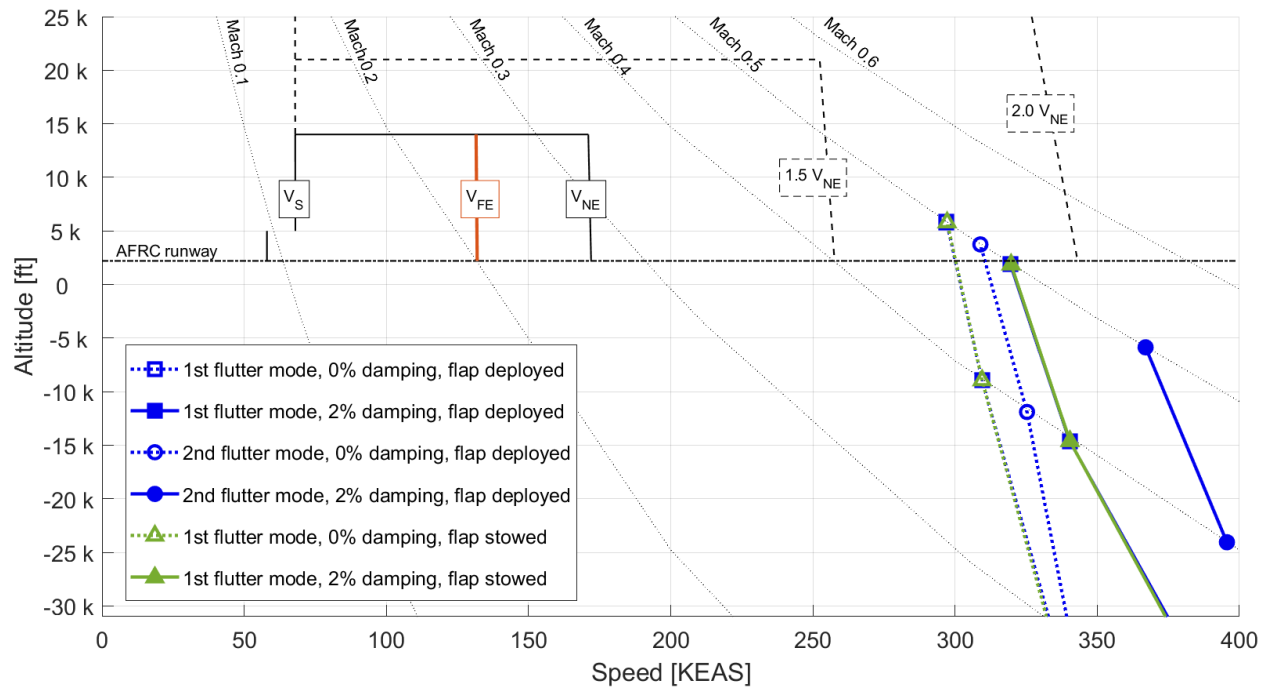 25 k
20 k
15 k
10 k
5 k
0
-5 k
-10 k
-15 k
-20 k
-25 k
-30 k
Altitude [ft]
Mach 0.1
Mach 0.2
Mach 0.3
Mach 0.4
Mach 0.5
Mach 0.6
2.0 VNE
1.5 VNE
VS
VFE
VNE
AFRC runway
1st flutter mode, 0% damping, flap deployed
1st flutter mode, 2% damping, flap deployed
2nd flutter mode, 0% damping, flap deployed
2nd flutter mode, 2% damping, flap deployed
1st flutter mode, 0% damping, flap stowed
1st flutter mode, 2% damping, flap stowed
0 50 100 150 200 250 300 350 400
Speed [KEAS]